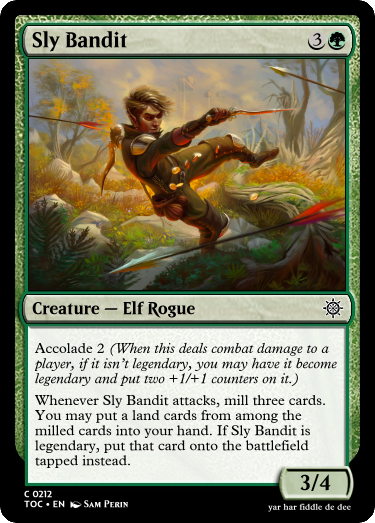 Sly Bandit 3
Creature — Elf Rogue
Accolade 2 (When this deals combat damage to a
player, if it isn't legendary, you may have it become
legendary and put two +1/+1 counters on it.)
Whenever Sly Bandit attacks, mill three cards.
You may put a land cards from among the
milled cards into your hand. If Sly Bandit is
legendary, put that card onto the battlefield
tapped instead.
3/4
C 0212
TOC • EN Sam Perin
yar har fiddle de dee